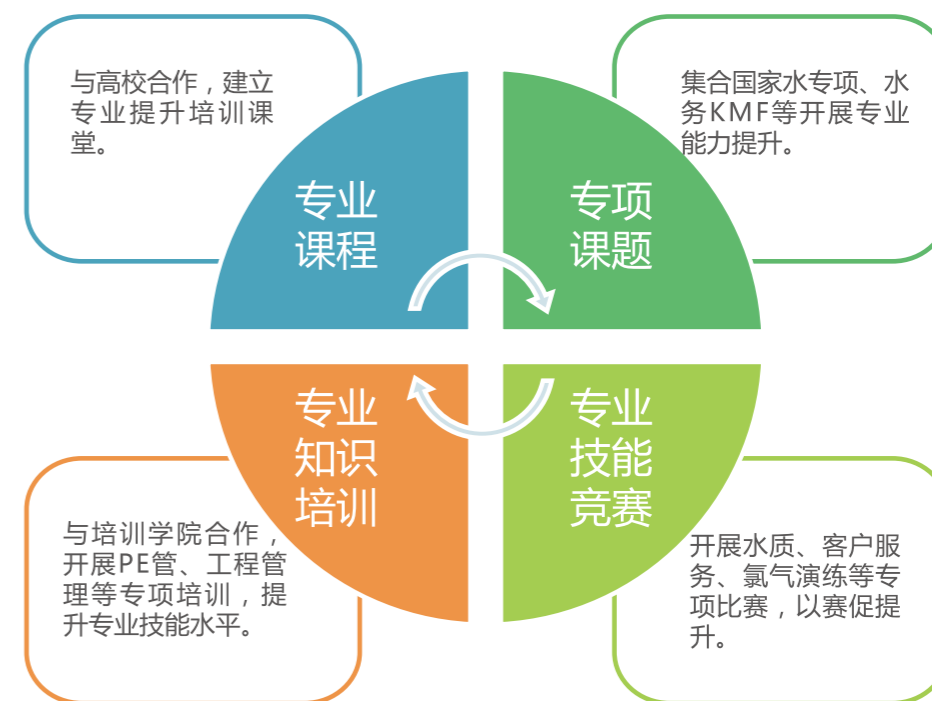 与高校合作，建立
专业提升培训课
堂。
专业
课程
专项
课题
集合国家水专项、水
务KMF等开展专业
能力提升。
与培训学院合作，
开展PE管、工程管
理等专项培训，提
升专业技能水平。
专业
知识
培训
专业
技能
竞赛
开展水质、客户服
务、氯气演练等专
项比赛，以赛促提
升。